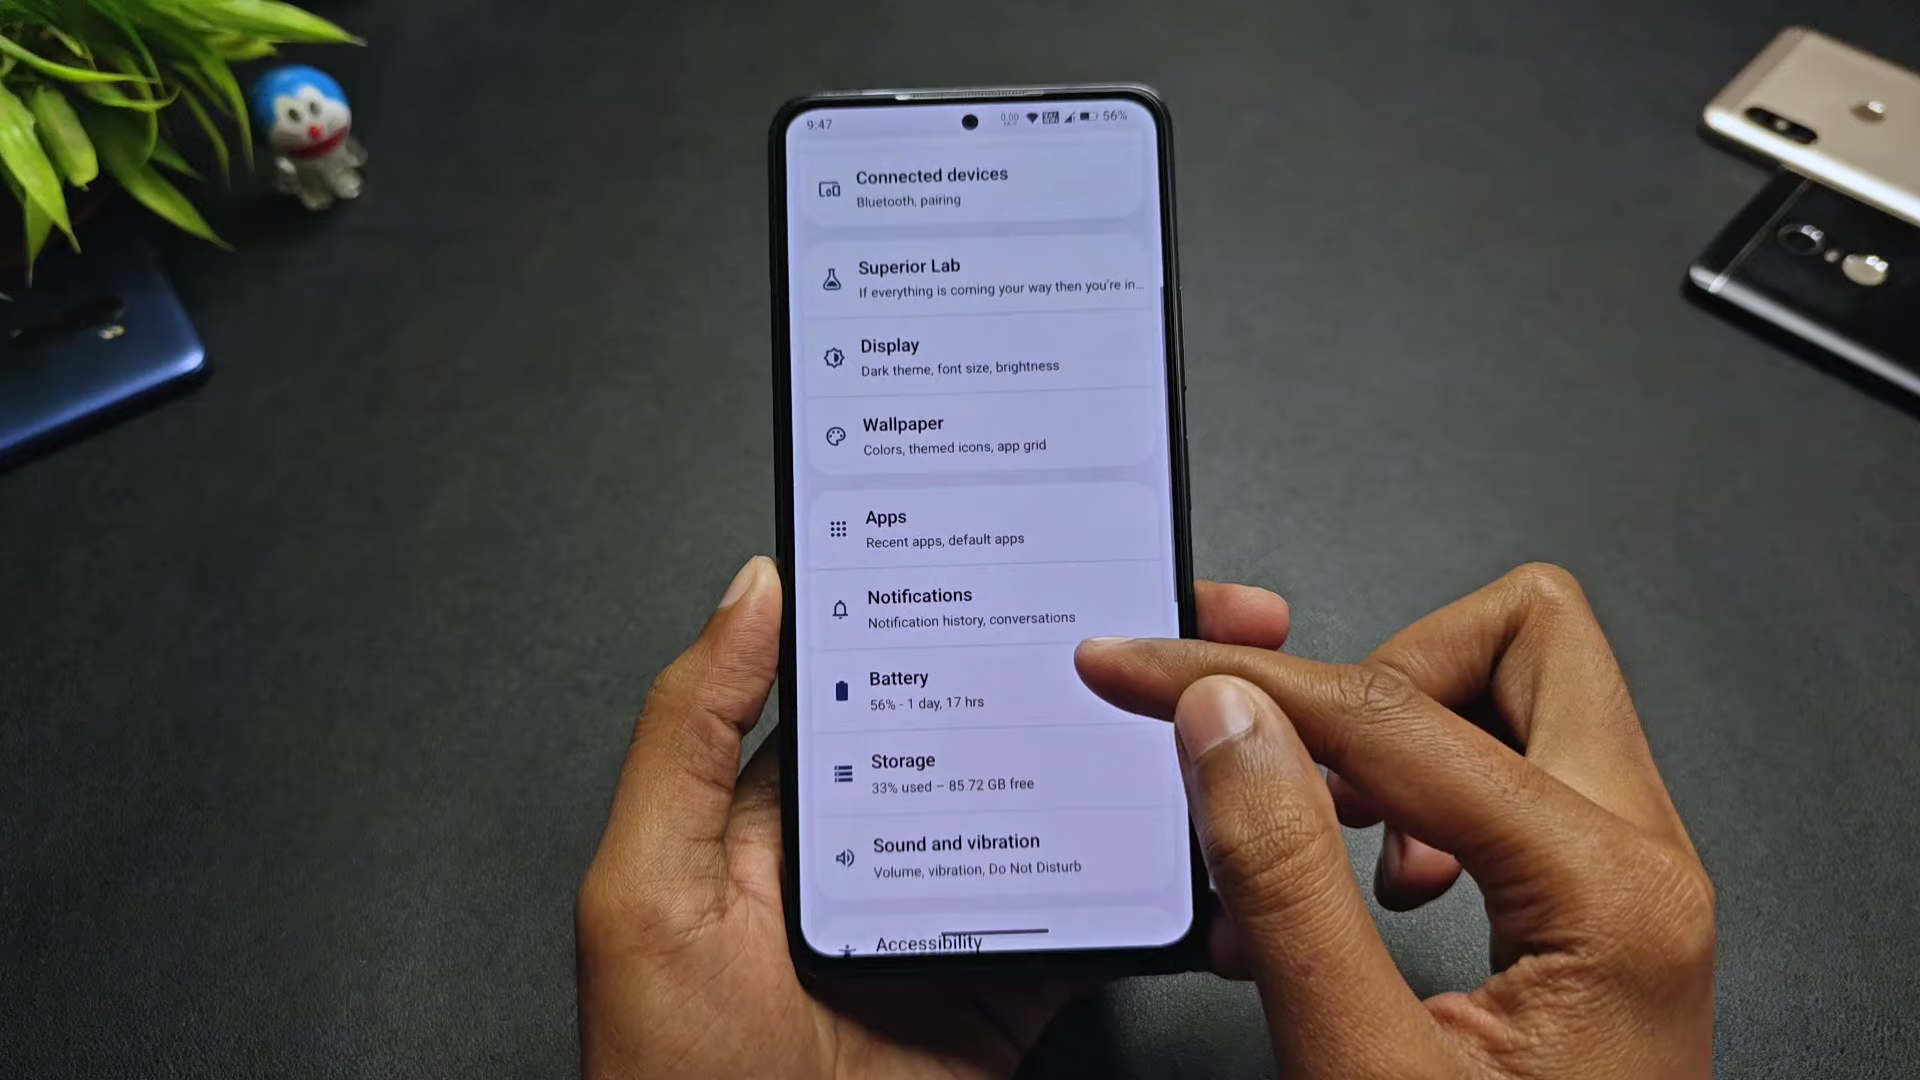 9:47
0.00
56%
Connected devices
Bluetooth, pairing
Superior Lab
If everything is coming your way then you're in...
Display
Dark theme, font size, brightness
Wallpaper
Colors, themed icons, app grid
Apps
Recent apps, default apps
Notifications
Notification history, conversations
Battery
56% - 1 day, 17 hrs
Storage
33% used – 85.72 GB free
Sound and vibration
Volume, vibration, Do Not Disturb
Accessibility